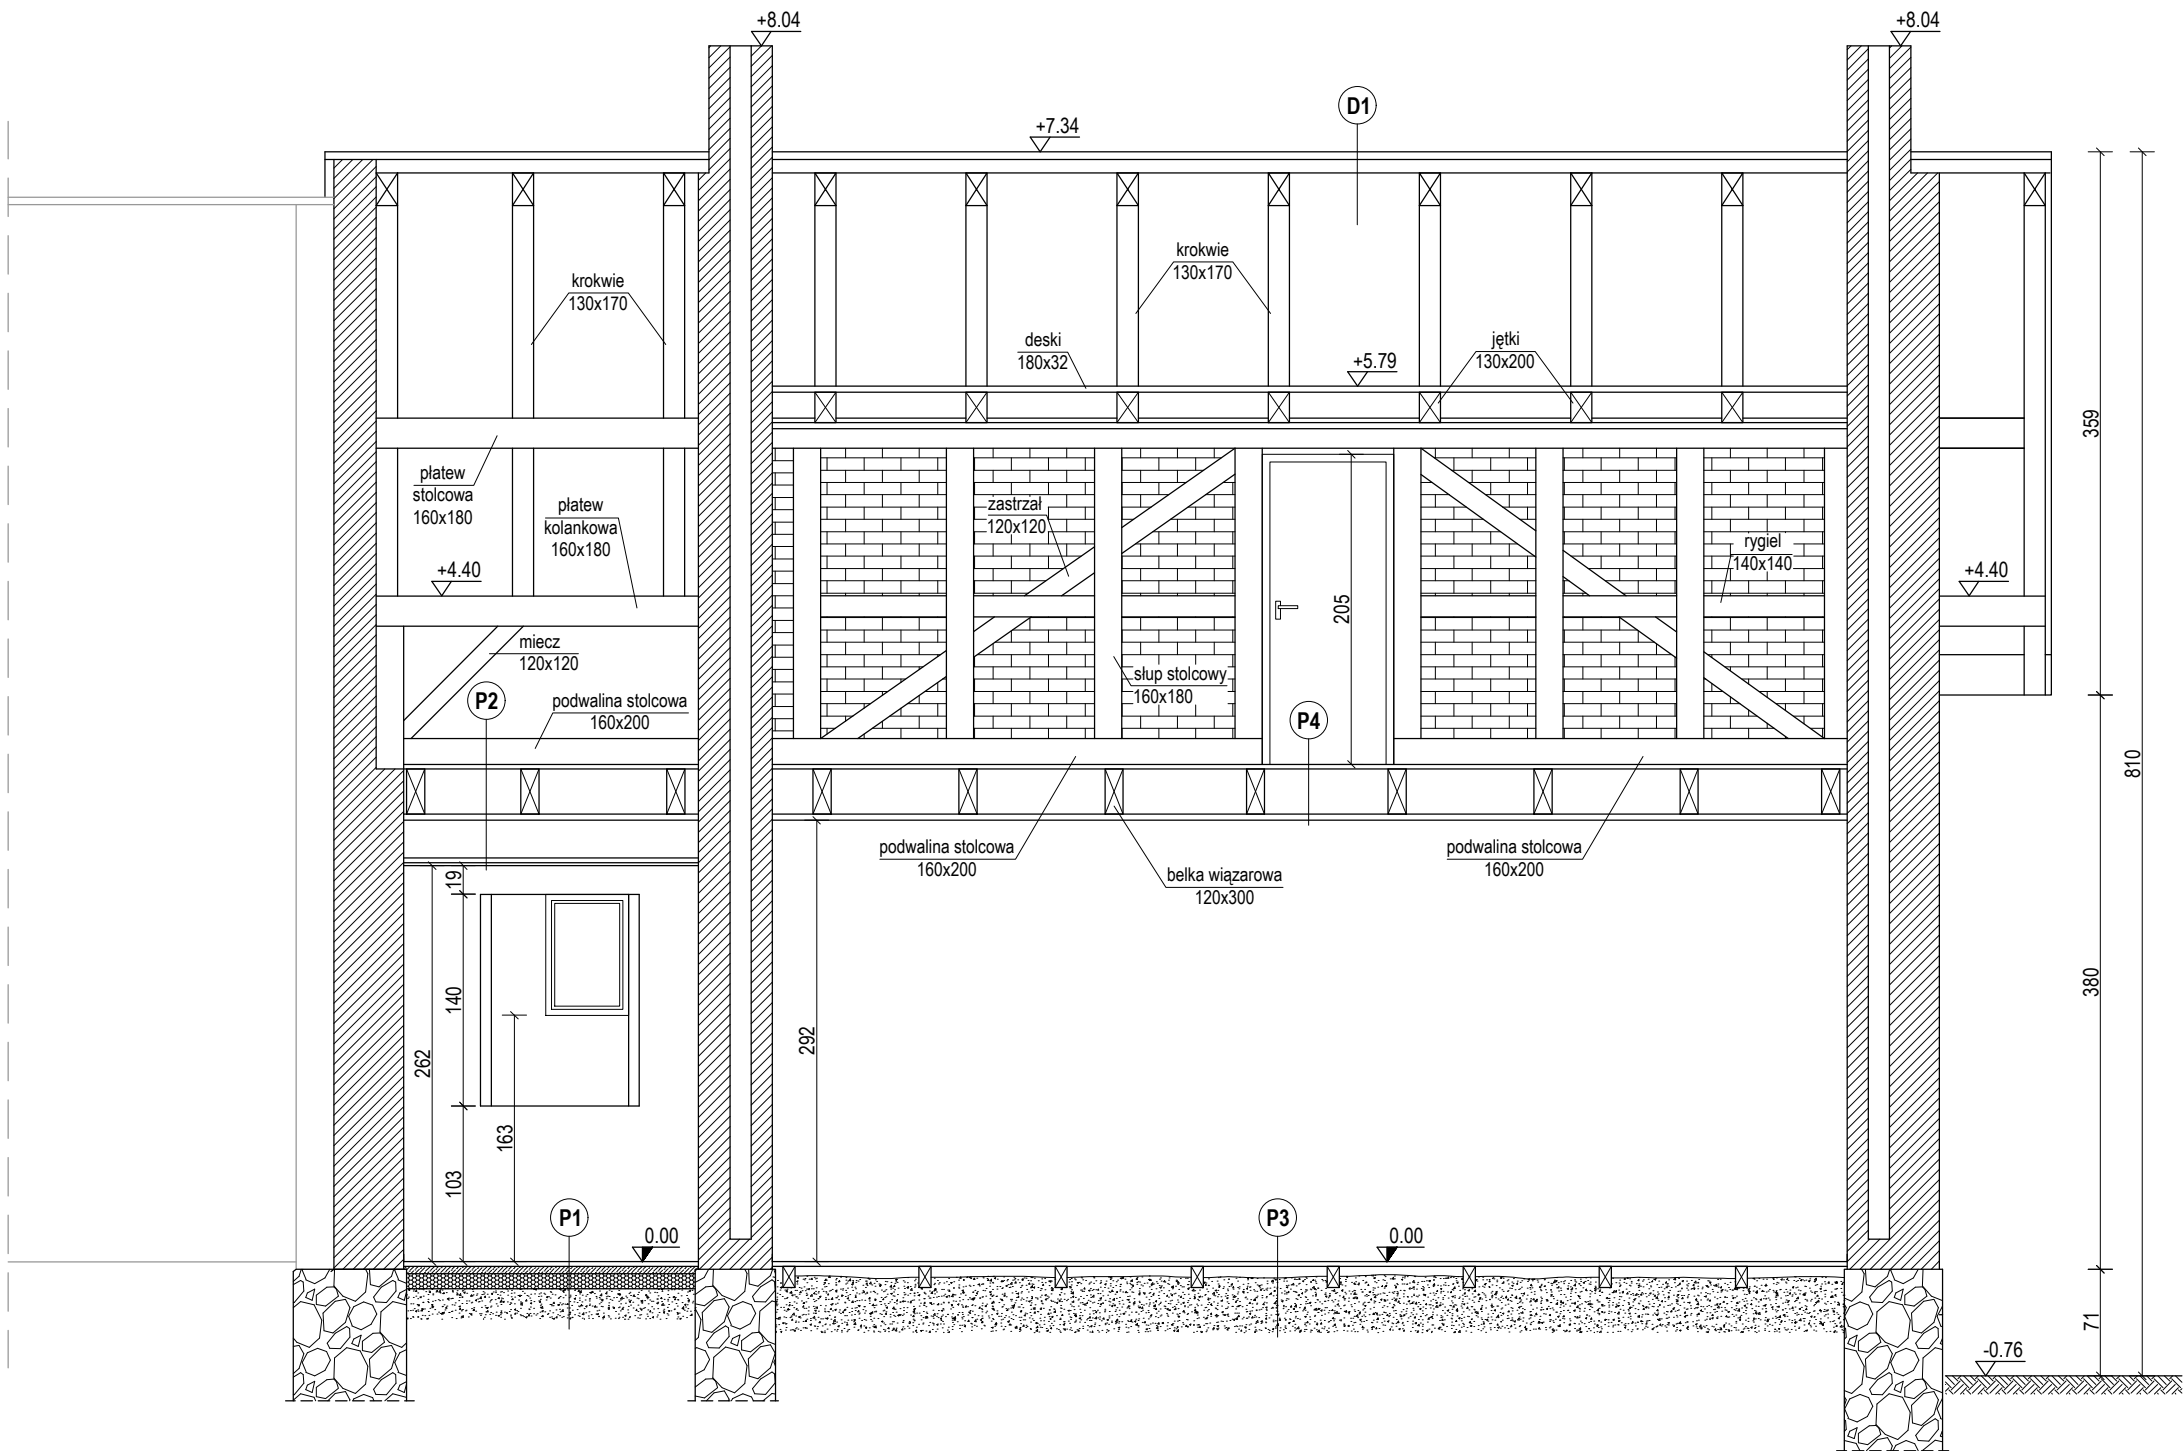 +8.04
+8.04
D1
+7.34
krokwie
130x170
krokwie
130x170
deski
180x32
+5.79
jętki
130x200
359
płatew
stolcowa
160x180
płatew
kolankowa
160x180
zastrzał
120x120
rygiel
140x140
+4.40
+4.40
205
miecz
120x120
słup stolcowy
160x180
P2
podwalina stolcowa
160x200
P4
810
podwalina stolcowa
160x200
belka wiązarowa
120x300
podwalina stolcowa
160x200
19
140
262
163
103
292
380
P1
0.00
P3
0.00
71
-0.76